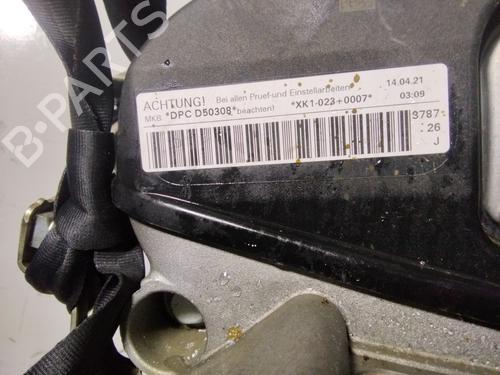 B-PARTS
ACHTUNG! Bei allen Pruef-und Einstellarbeiten 14.04.21
MKB *DPC D50308* beachten! *XK1-023+0007* 03:09
3787
26
J